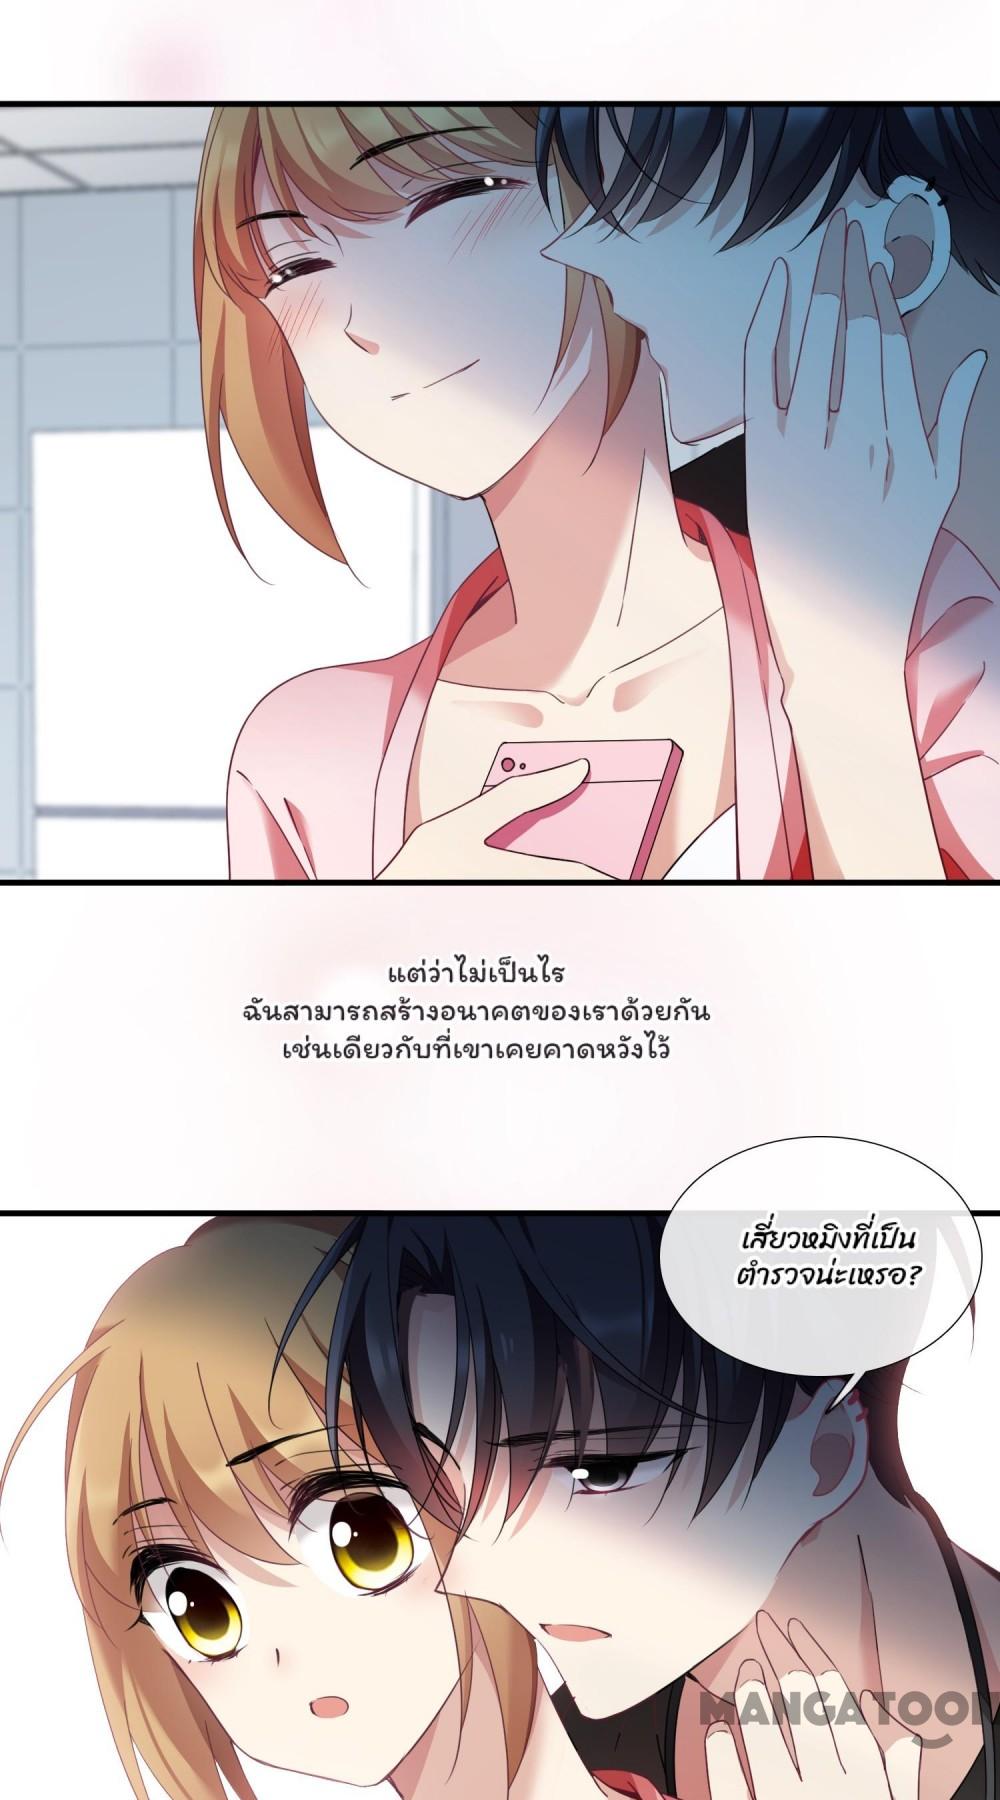 แต่ว่าไม่เป็นไร
ฉันสามารถสร้างอนาคตของเราด้วยกัน
เช่นเดียวกับที่เขาเคยคาดหวังไว้
เสี่ยวหมิงที่เป็น
ตำรวจน่ะเหรอ?
MANGATOON